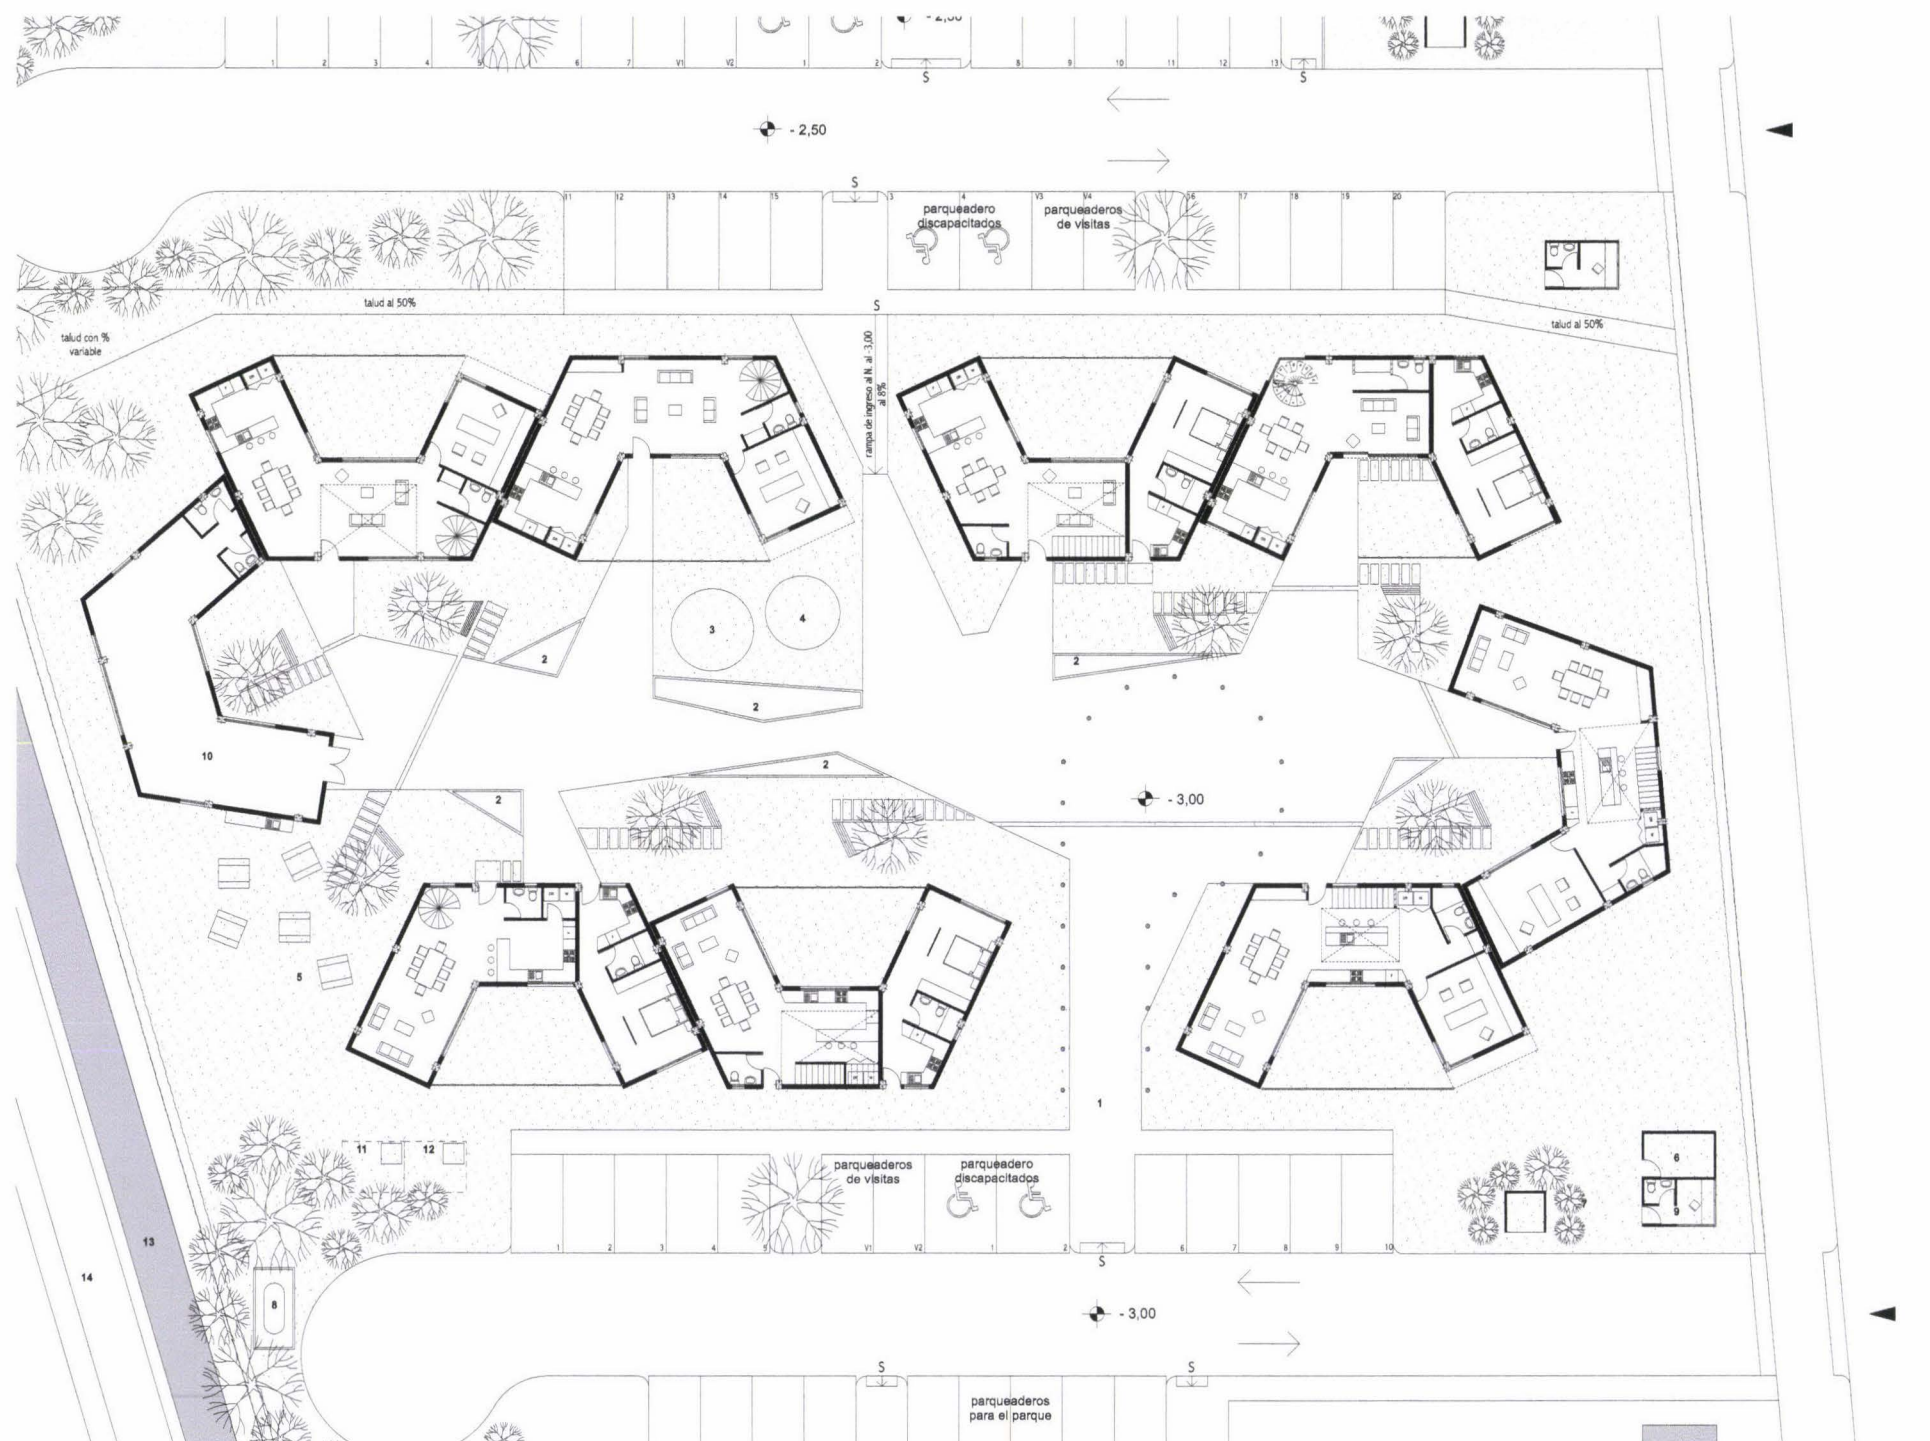 - 2,50
1 2 3 4 5 6 7 V1 V2 1 2 8 9 10 11 12 13
S S
- 2,50
S
11 12 13 14 15 3 4 V3 V4 16 17 18 19 20
parqueadero
discapacitados
parqueaderos
de visitas
talud al 50%
S
talud con %
variable
talud al 50%
rampa de ingreso al N. al -3,00
al 8%
3
4
2
2
2
10
2
2
- 3,00
5
1
11 12
parqueaderos
de visitas
parqueadero
discapacitados
6
9
13
14
1 2 3 4 5 V1 V2 1 2 6 7 8 9 10
S
8
- 3,00
S S
parqueaderos
para el parque